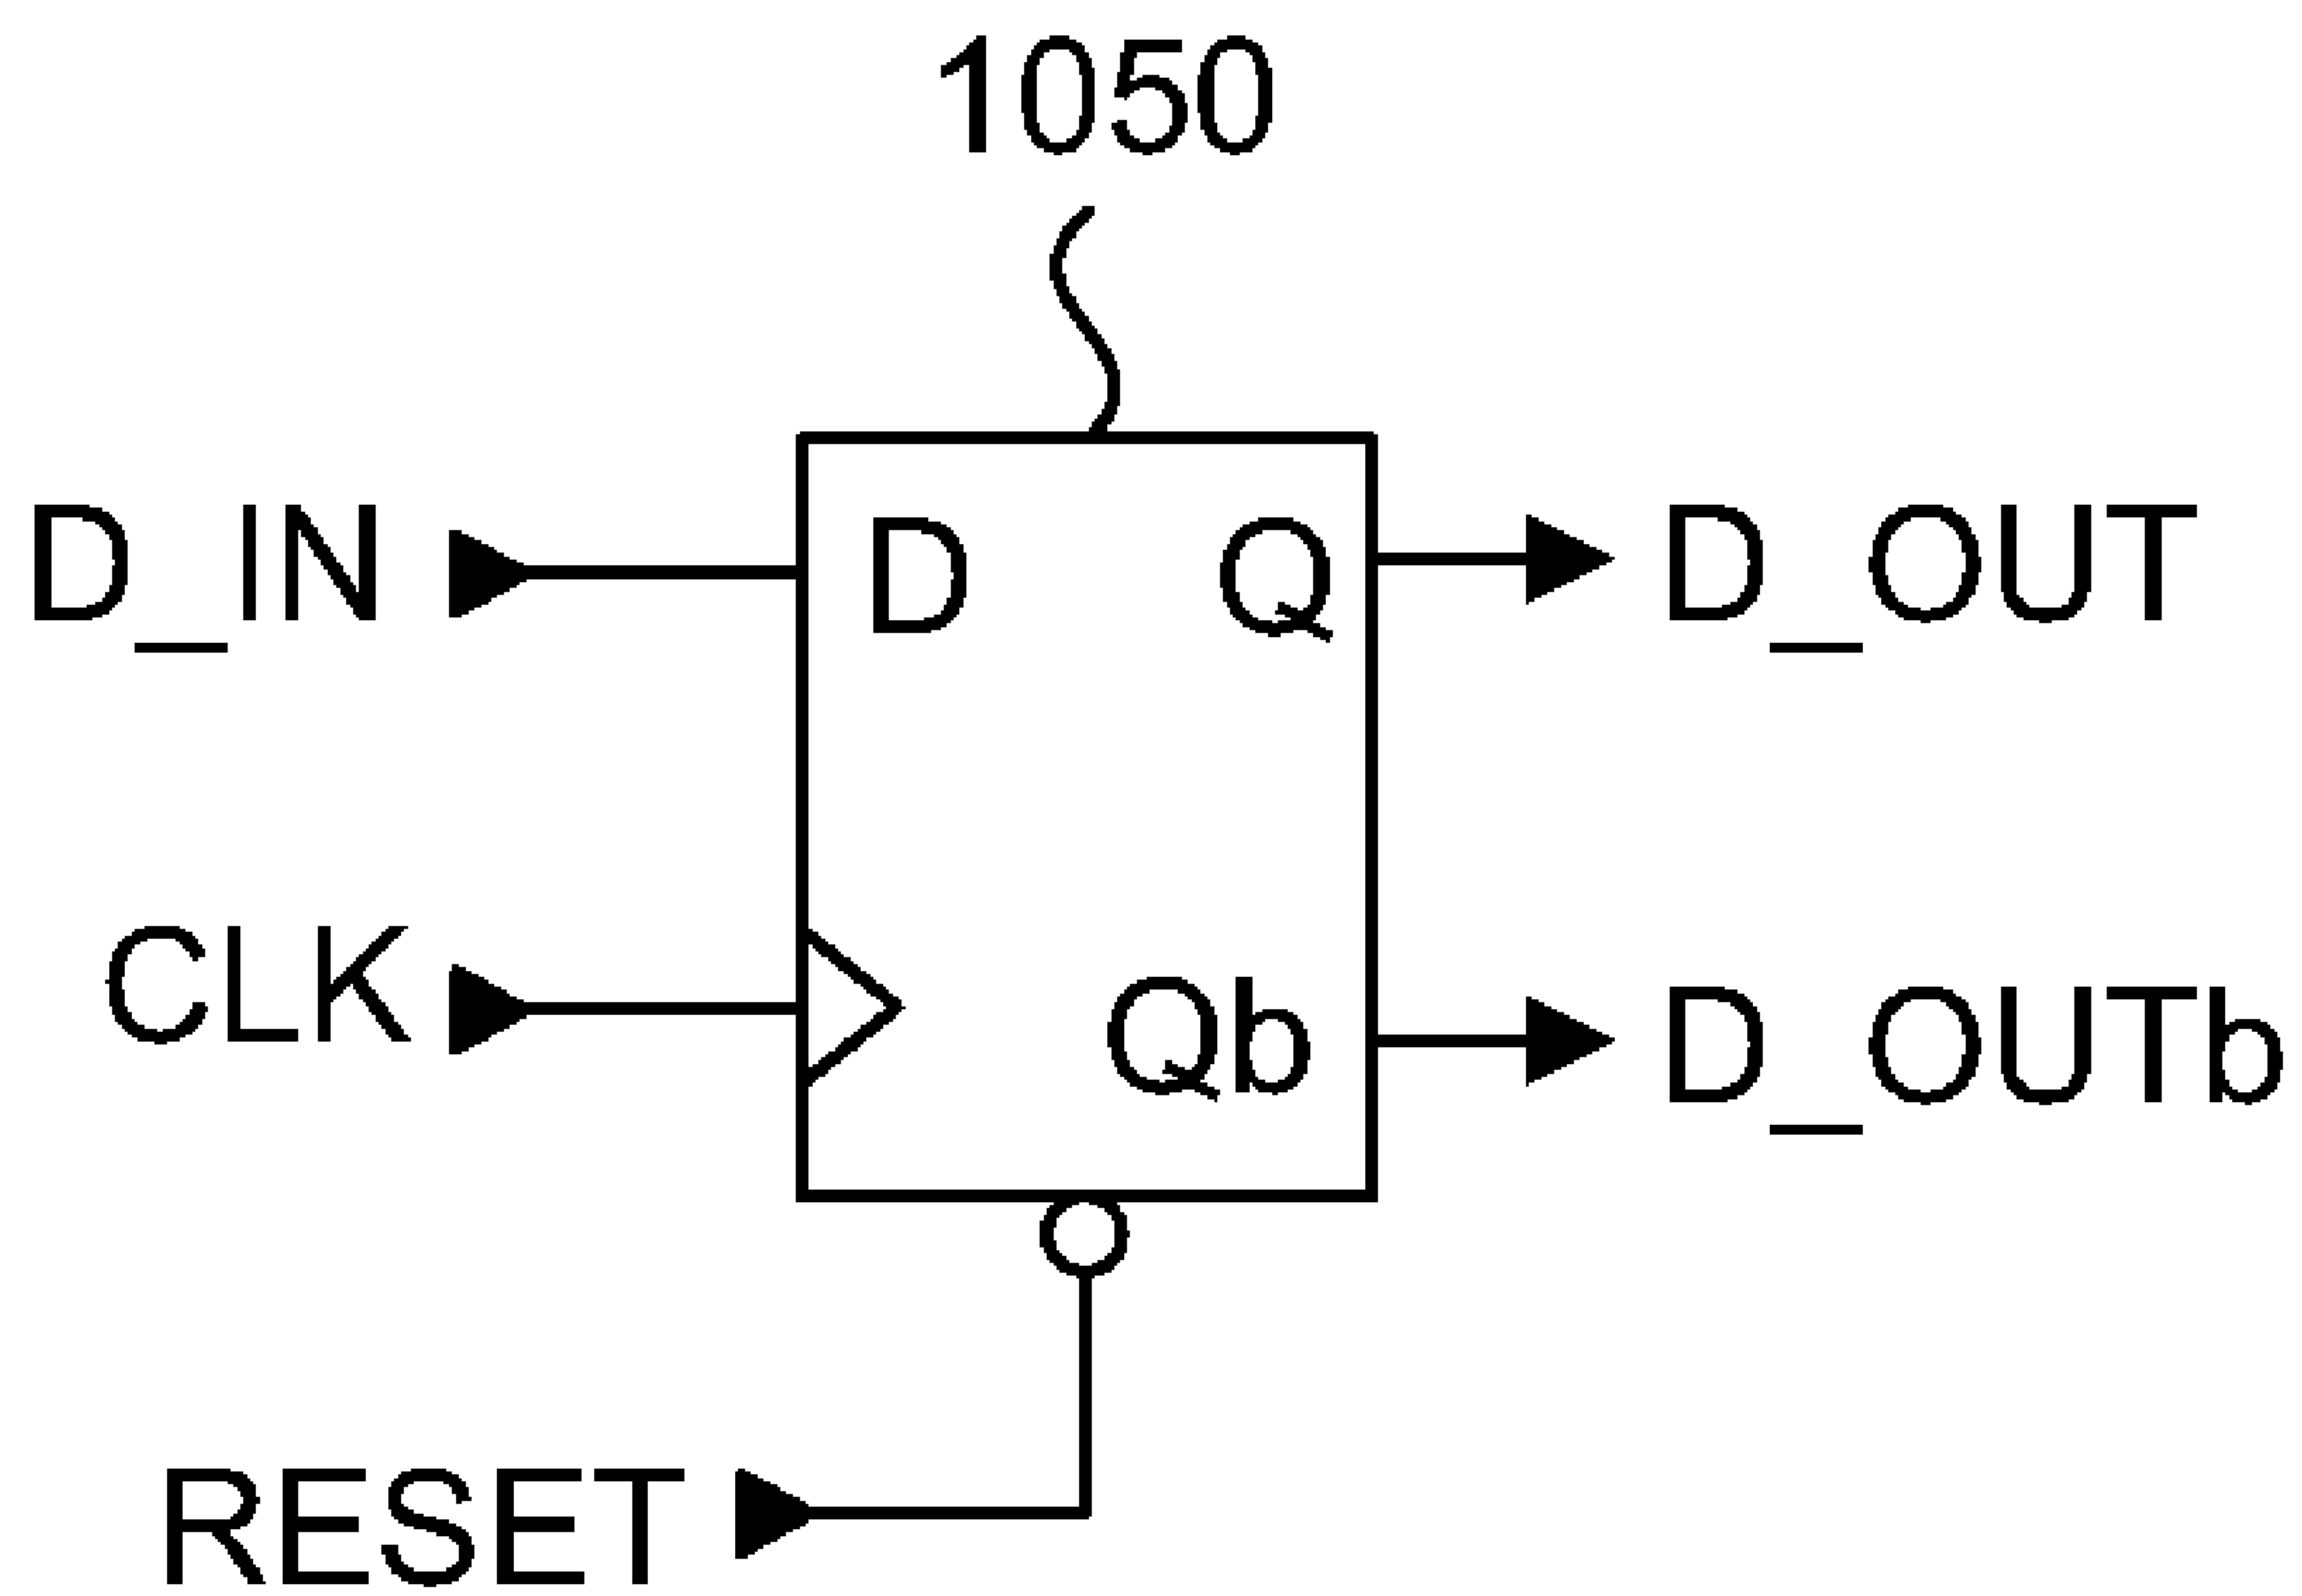 1050
D_IN
D
Q
D_OUT
CLK
Qb
D_OUTb
RESET